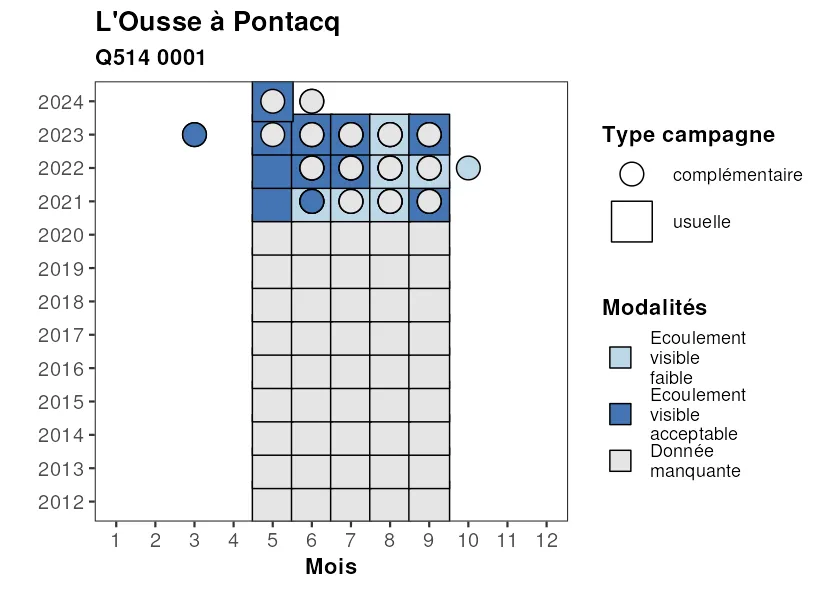 L'Ousse à Pontacq
Q514 0001
2024
2023
2022
2021
2020
2019
2018
2017
2016
2015
2014
2013
2012
1 2 3 4 5 6 7 8 9 10 11 12
Mois
Type campagne
complémentaire
usuelle
Modalités
Ecoulement
visible
faible
Ecoulement
visible
acceptable
Donnée
manquante